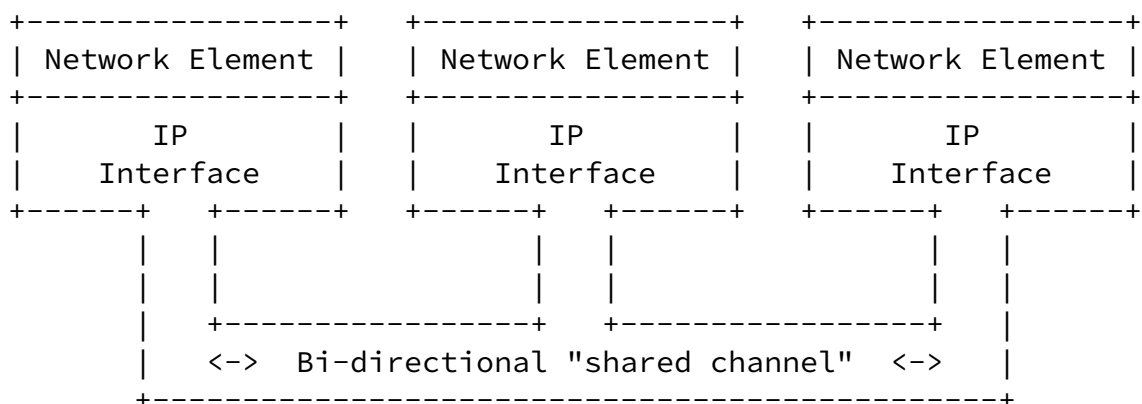 Network Element Network Element Network Element
IP IP IP
Interface Interface Interface
<-> Bi-directional "shared channel" <->